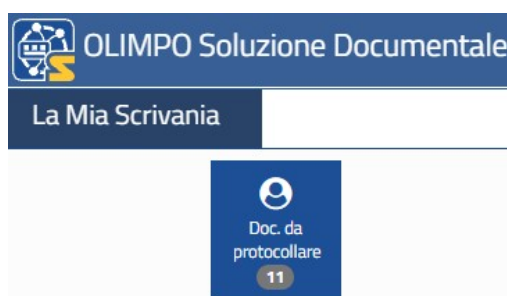 OLIMPO Soluzione Documentale
La Mia Scrivania
Doc. da
protocollare
11